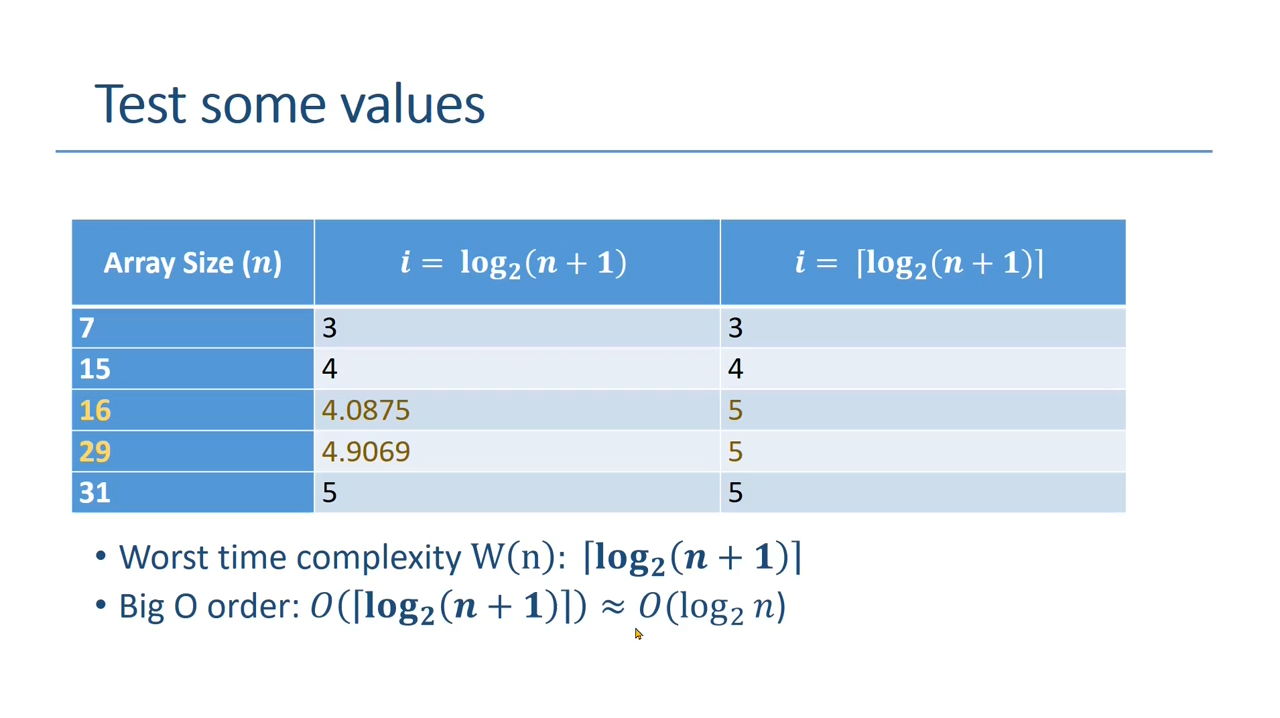 Test some values
Array Size (n) i = log₂(n + 1) i = ⌈log₂(n + 1)⌉
7 3 3
15 4 4
16 4.0875 5
29 4.9069 5
31 5 5
• Worst time complexity W(n): ⌈log₂(n + 1)⌉
• Big O order: O(⌈log₂(n + 1)⌉) ≈ O(log₂ n)